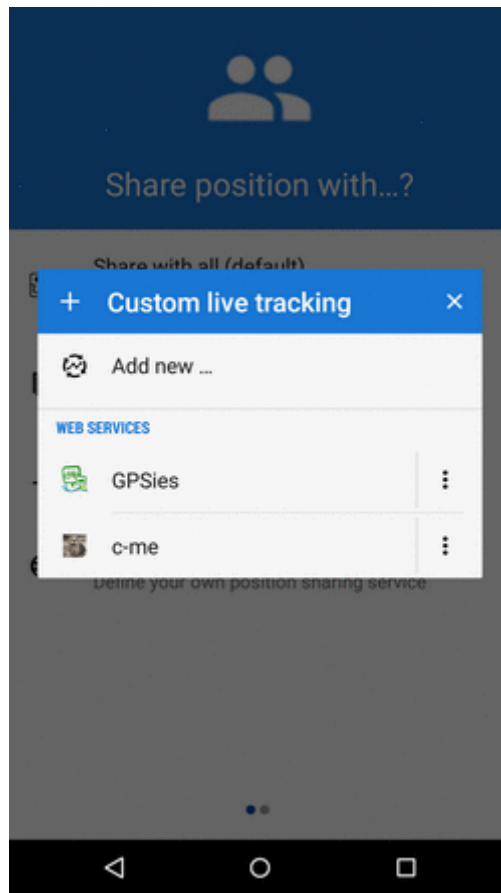 Share position with...?
Share with all (default)
Custom live tracking
Add new ...
WEB SERVICES
GPSies
c-me
Define your own position sharing service